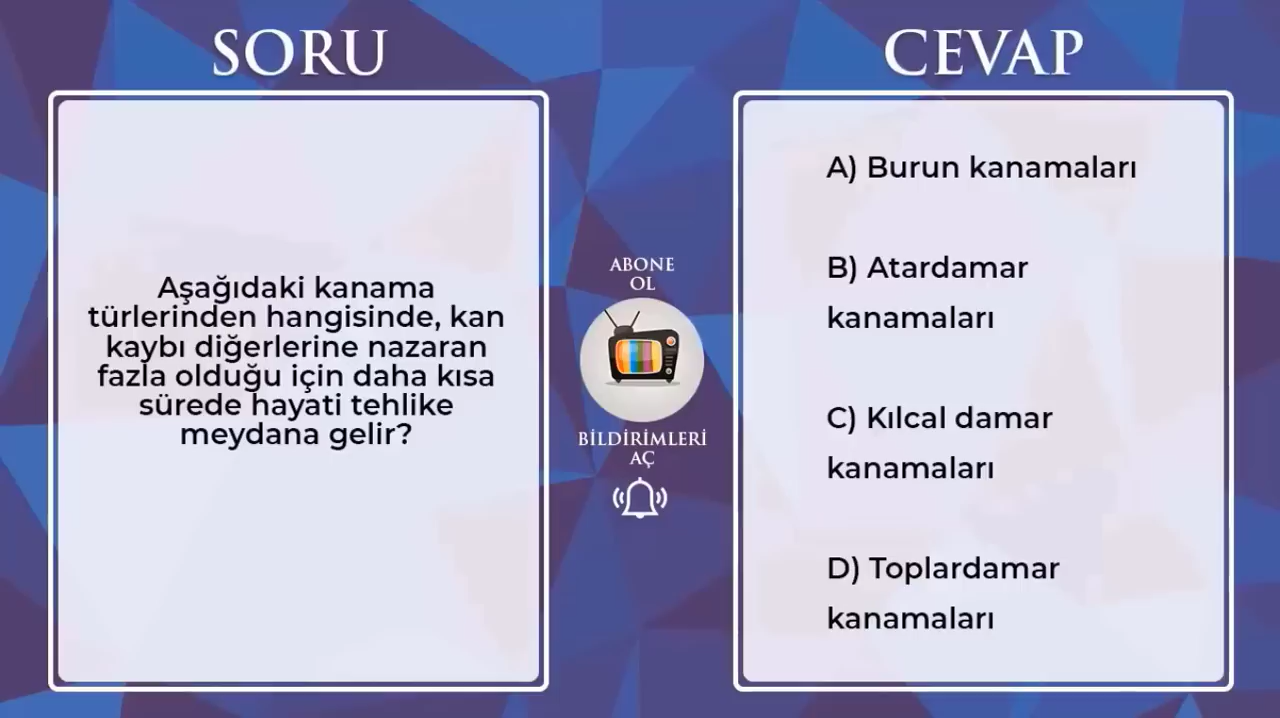 SORU
Aşağıdaki kanama
türlerinden hangisinde, kan
kaybı diğerlerine nazaran
fazla olduğu için daha kısa
sürede hayati tehlike
meydana gelir?
ABONE
OL
BİLDİRİMLERİ
AÇ
CEVAP
A) Burun kanamaları
B) Atardamar
kanamaları
C) Kılcal damar
kanamaları
D) Toplardamar
kanamaları